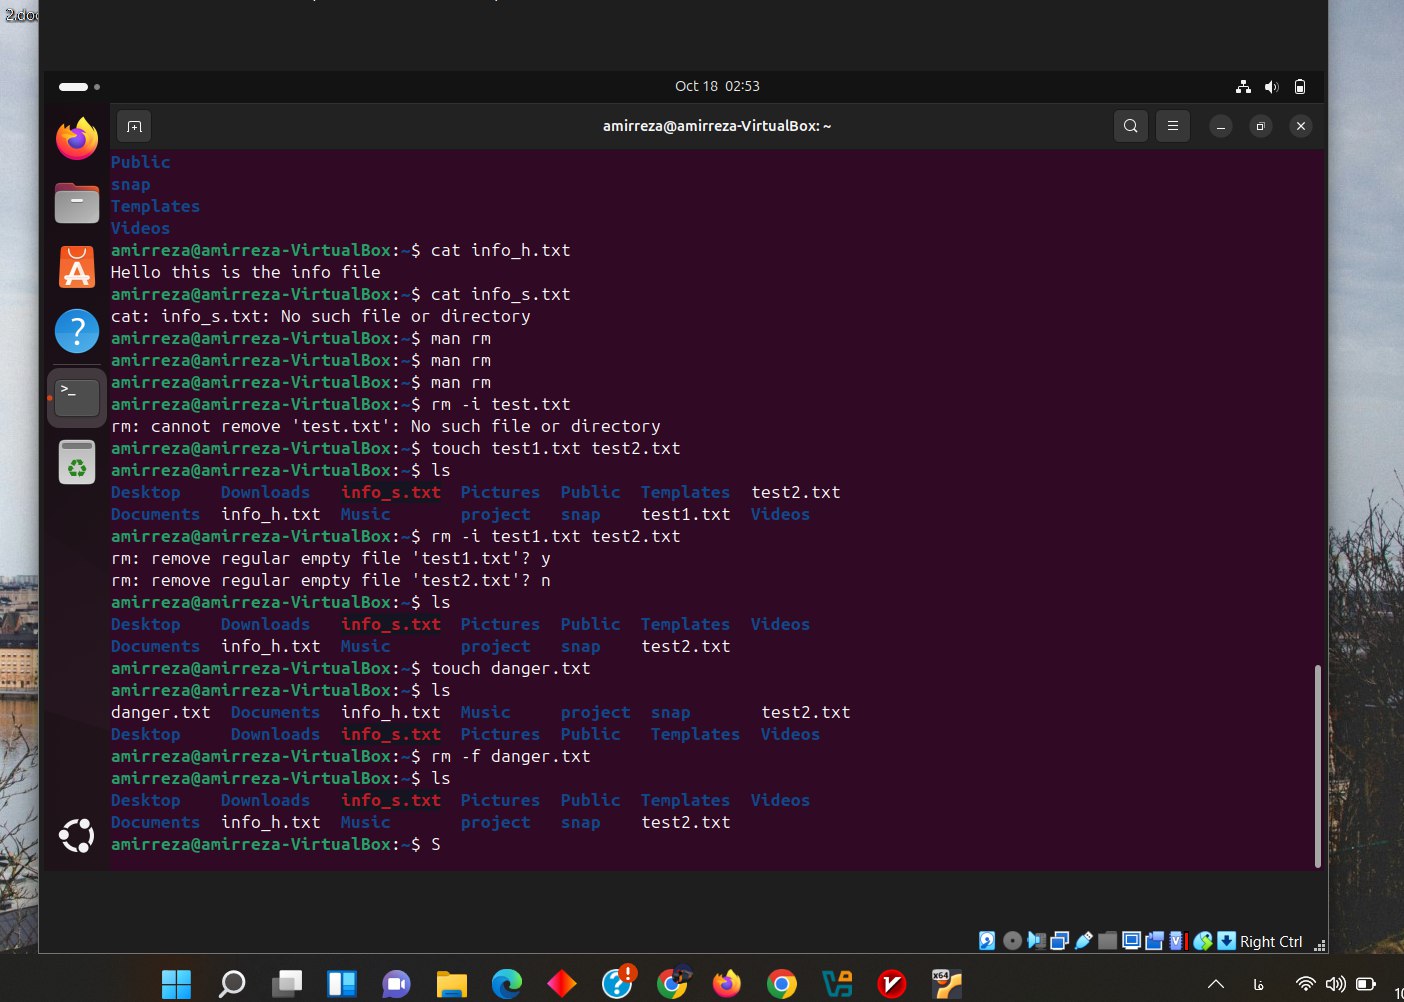 2.doc
Oct 18 02:53
amirreza@amirreza-VirtualBox: ~
Public
snap
Templates
Videos
amirreza@amirreza-VirtualBox:~$ cat info_h.txt
Hello this is the info file
amirreza@amirreza-VirtualBox:~$ cat info_s.txt
cat: info_s.txt: No such file or directory
amirreza@amirreza-VirtualBox:~$ man rm
amirreza@amirreza-VirtualBox:~$ man rm
amirreza@amirreza-VirtualBox:~$ man rm
amirreza@amirreza-VirtualBox:~$ rm -i test.txt
rm: cannot remove 'test.txt': No such file or directory
amirreza@amirreza-VirtualBox:~$ touch test1.txt test2.txt
amirreza@amirreza-VirtualBox:~$ ls
Desktop Downloads info_s.txt Pictures Public Templates test2.txt
Documents info_h.txt Music project snap test1.txt Videos
amirreza@amirreza-VirtualBox:~$ rm -i test1.txt test2.txt
rm: remove regular empty file 'test1.txt'? y
rm: remove regular empty file 'test2.txt'? n
amirreza@amirreza-VirtualBox:~$ ls
Desktop Downloads info_s.txt Pictures Public Templates Videos
Documents info_h.txt Music project snap test2.txt
amirreza@amirreza-VirtualBox:~$ touch danger.txt
amirreza@amirreza-VirtualBox:~$ ls
danger.txt Documents info_h.txt Music project snap test2.txt
Desktop Downloads info_s.txt Pictures Public Templates Videos
amirreza@amirreza-VirtualBox:~$ rm -f danger.txt
amirreza@amirreza-VirtualBox:~$ ls
Desktop Downloads info_s.txt Pictures Public Templates Videos
Documents info_h.txt Music project snap test2.txt
amirreza@amirreza-VirtualBox:~$ S
Right Ctrl
x64
فا
10